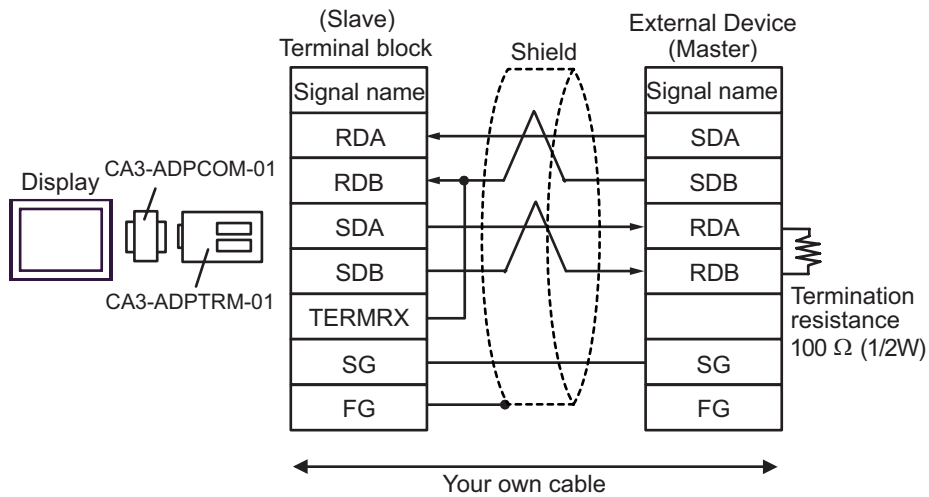 (Slave)
Terminal block
Shield
External Device
(Master)
Signal name
Signal name
RDA
SDA
RDB
SDB
SDA
RDA
SDB
RDB
TERMRX
SG
SG
FG
FG
Display
CA3-ADPCOM-01
CA3-ADPTRM-01
Termination
resistance
100 Ω (1/2W)
Your own cable